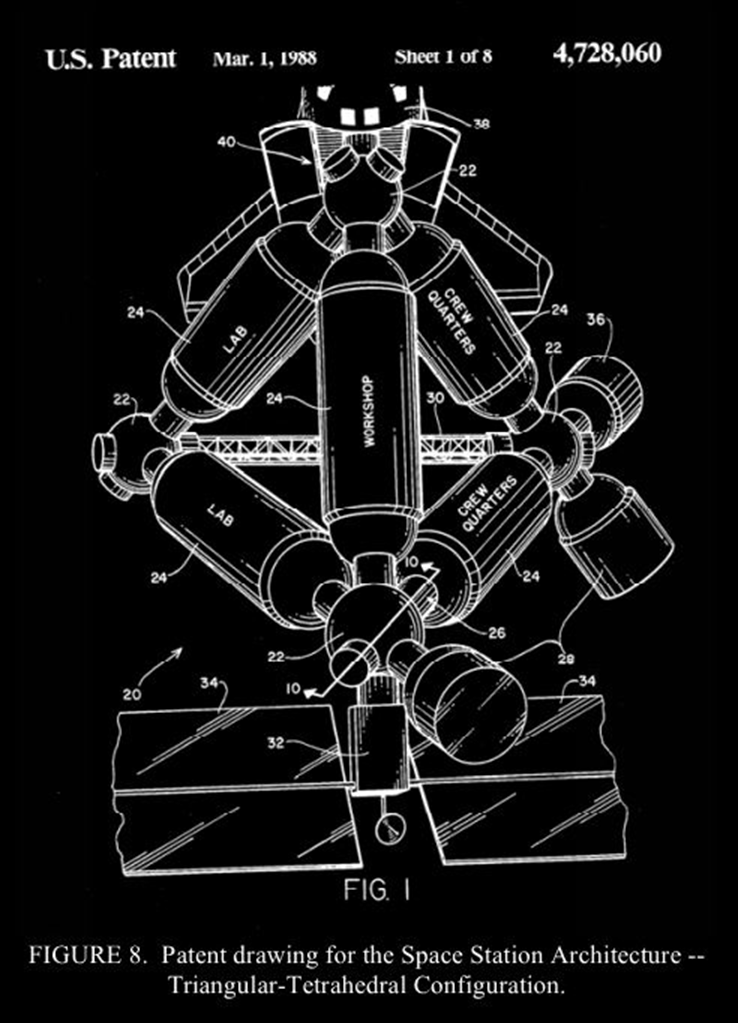 U.S. Patent Mar. 1, 1988 Sheet 1 of 8 4,728,060
38
40
22
24
LAB
CREW
QUARTERS
24
36
22
22
24
WORKSHOP
30
LAB
CREW
QUARTERS
24
24
10
26
22
28
20
10
34
34
32
FIG. 1
FIGURE 8. Patent drawing for the Space Station Architecture --
Triangular-Tetrahedral Configuration.